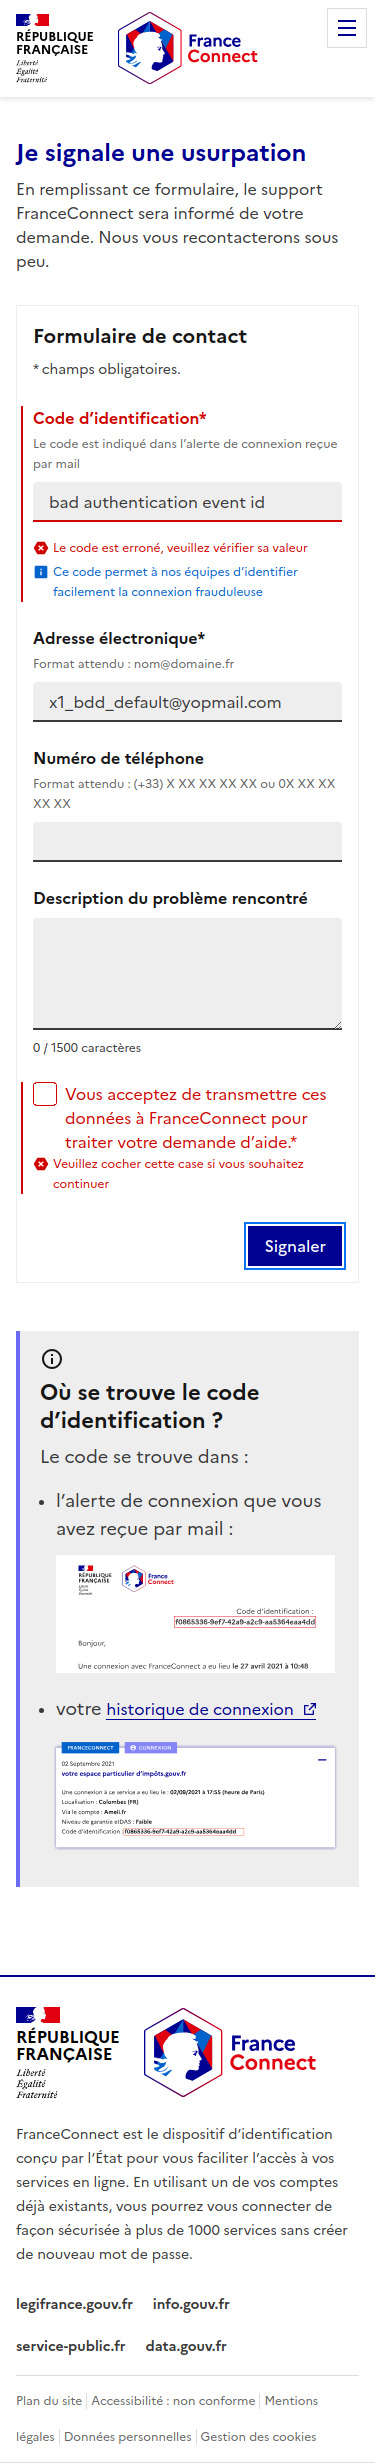 RÉPUBLIQUE
FRANÇAISE
Liberté
Égalité
Fraternité
France
Connect
Je signale une usurpation
En remplissant ce formulaire, le support
FranceConnect sera informé de votre
demande. Nous vous recontacterons sous
peu.
Formulaire de contact
* champs obligatoires.
Code d’identification*
Le code est indiqué dans l’alerte de connexion reçue
par mail
bad authentication event id
Le code est erroné, veuillez vérifier sa valeur
Ce code permet à nos équipes d’identifier
facilement la connexion frauduleuse
Adresse électronique*
Format attendu : nom@domaine.fr
x1_bdd_default@yopmail.com
Numéro de téléphone
Format attendu : (+33) X XX XX XX XX ou 0X XX XX
XX XX
Description du problème rencontré
0 / 1500 caractères
Vous acceptez de transmettre ces
données à FranceConnect pour
traiter votre demande d’aide.*
Veuillez cocher cette case si vous souhaitez
continuer
Signaler
Où se trouve le code
d’identification ?
Le code se trouve dans :
l’alerte de connexion que vous
avez reçue par mail :
RÉPUBLIQUE
FRANÇAISE
Liberté
Égalité
Fraternité
France
Connect
Code d'identification :
f0865336-9ef7-42a9-a2c9-aa5364eaa4dd
Bonjour,
Une connexion avec FranceConnect a eu lieu le 27 avril 2021 à 10:48
votre historique de connexion
FRANCECONNECT CONNEXION
02 Septembre 2021
votre espace particulier d'impôts.gouv.fr
Une connexion à ce service a eu lieu le : 02/09/2021 à 17:55 (heure de Paris)
Localisation : Colombes (FR)
Via le compte : Ameli.fr
Niveau de garantie eIDAS : Faible
Code d'identification : f0865336-9ef7-42a9-a2c9-aa5364eaa4dd
RÉPUBLIQUE
FRANÇAISE
Liberté
Égalité
Fraternité
France
Connect
FranceConnect est le dispositif d’identification
conçu par l’État pour vous faciliter l’accès à vos
services en ligne. En utilisant un de vos comptes
déjà existants, vous pourrez vous connecter de
façon sécurisée à plus de 1000 services sans créer
de nouveau mot de passe.
legifrance.gouv.fr info.gouv.fr
service-public.fr data.gouv.fr
Plan du site Accessibilité : non conforme Mentions
légales Données personnelles Gestion des cookies